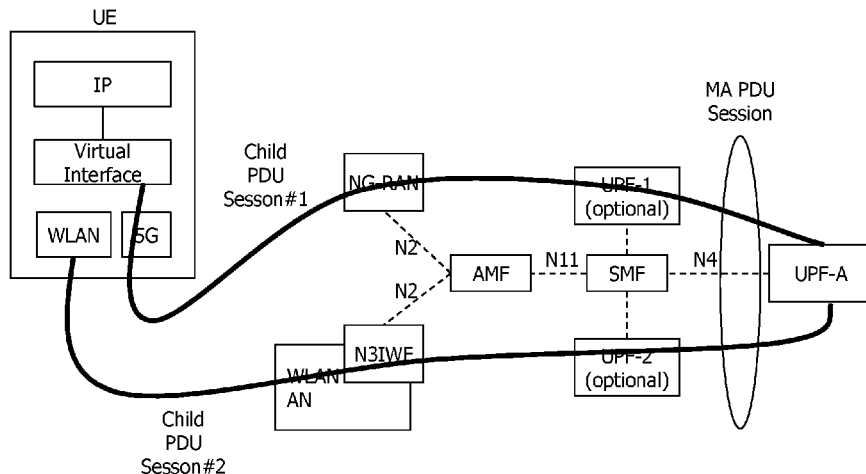 UE
IP
Virtual
Interface
WLAN
5G
Child
PDU
Sesson#1
NG-RAN
UPF-1
(optional)
MA PDU
Session
N2
N2
AMF
N11
SMF
N4
UPF-A
N3IWF
WLAN
AN
UPF-2
(optional)
Child
PDU
Sesson#2